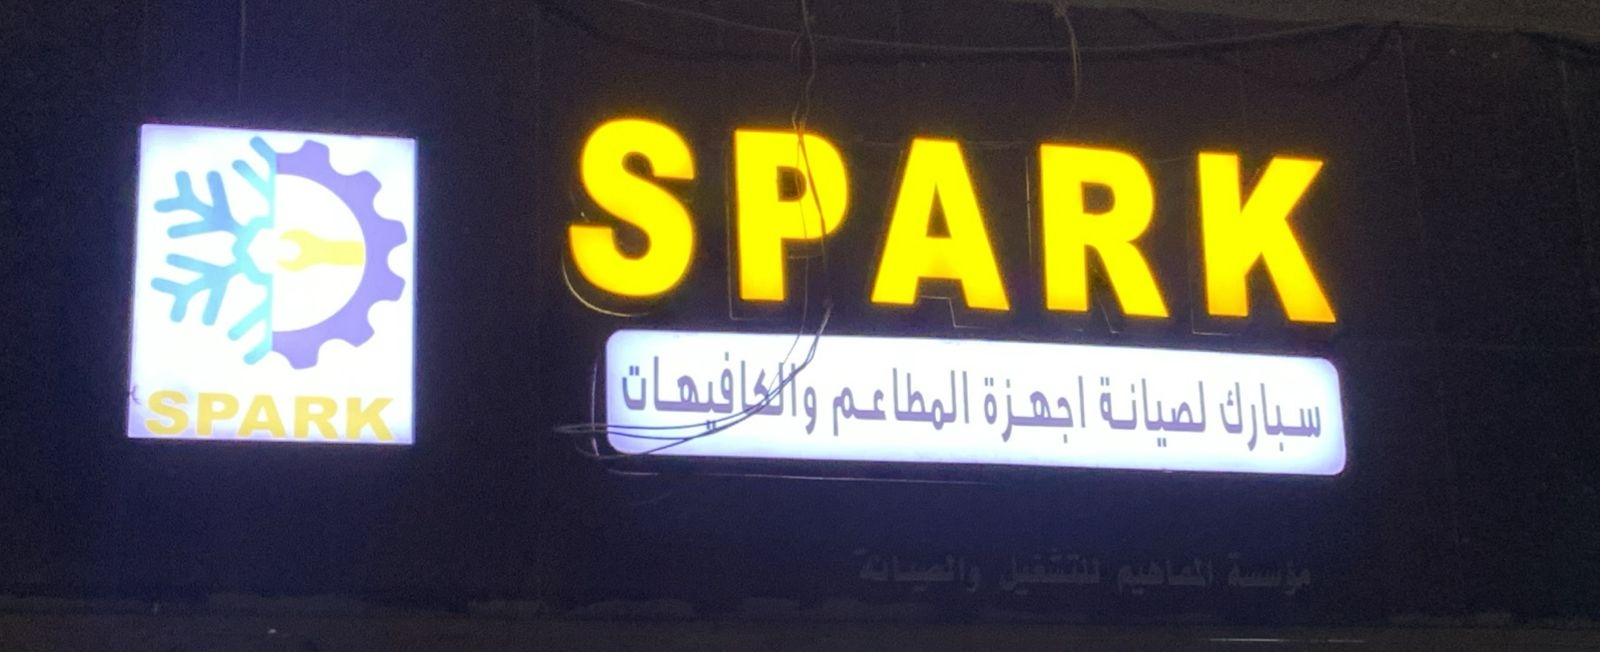 SPARK
SPARK
سبارك لصيانة اجهزة المطاعم والكافيهات
مؤسسة المفاهيم للتشغيل والصيانة